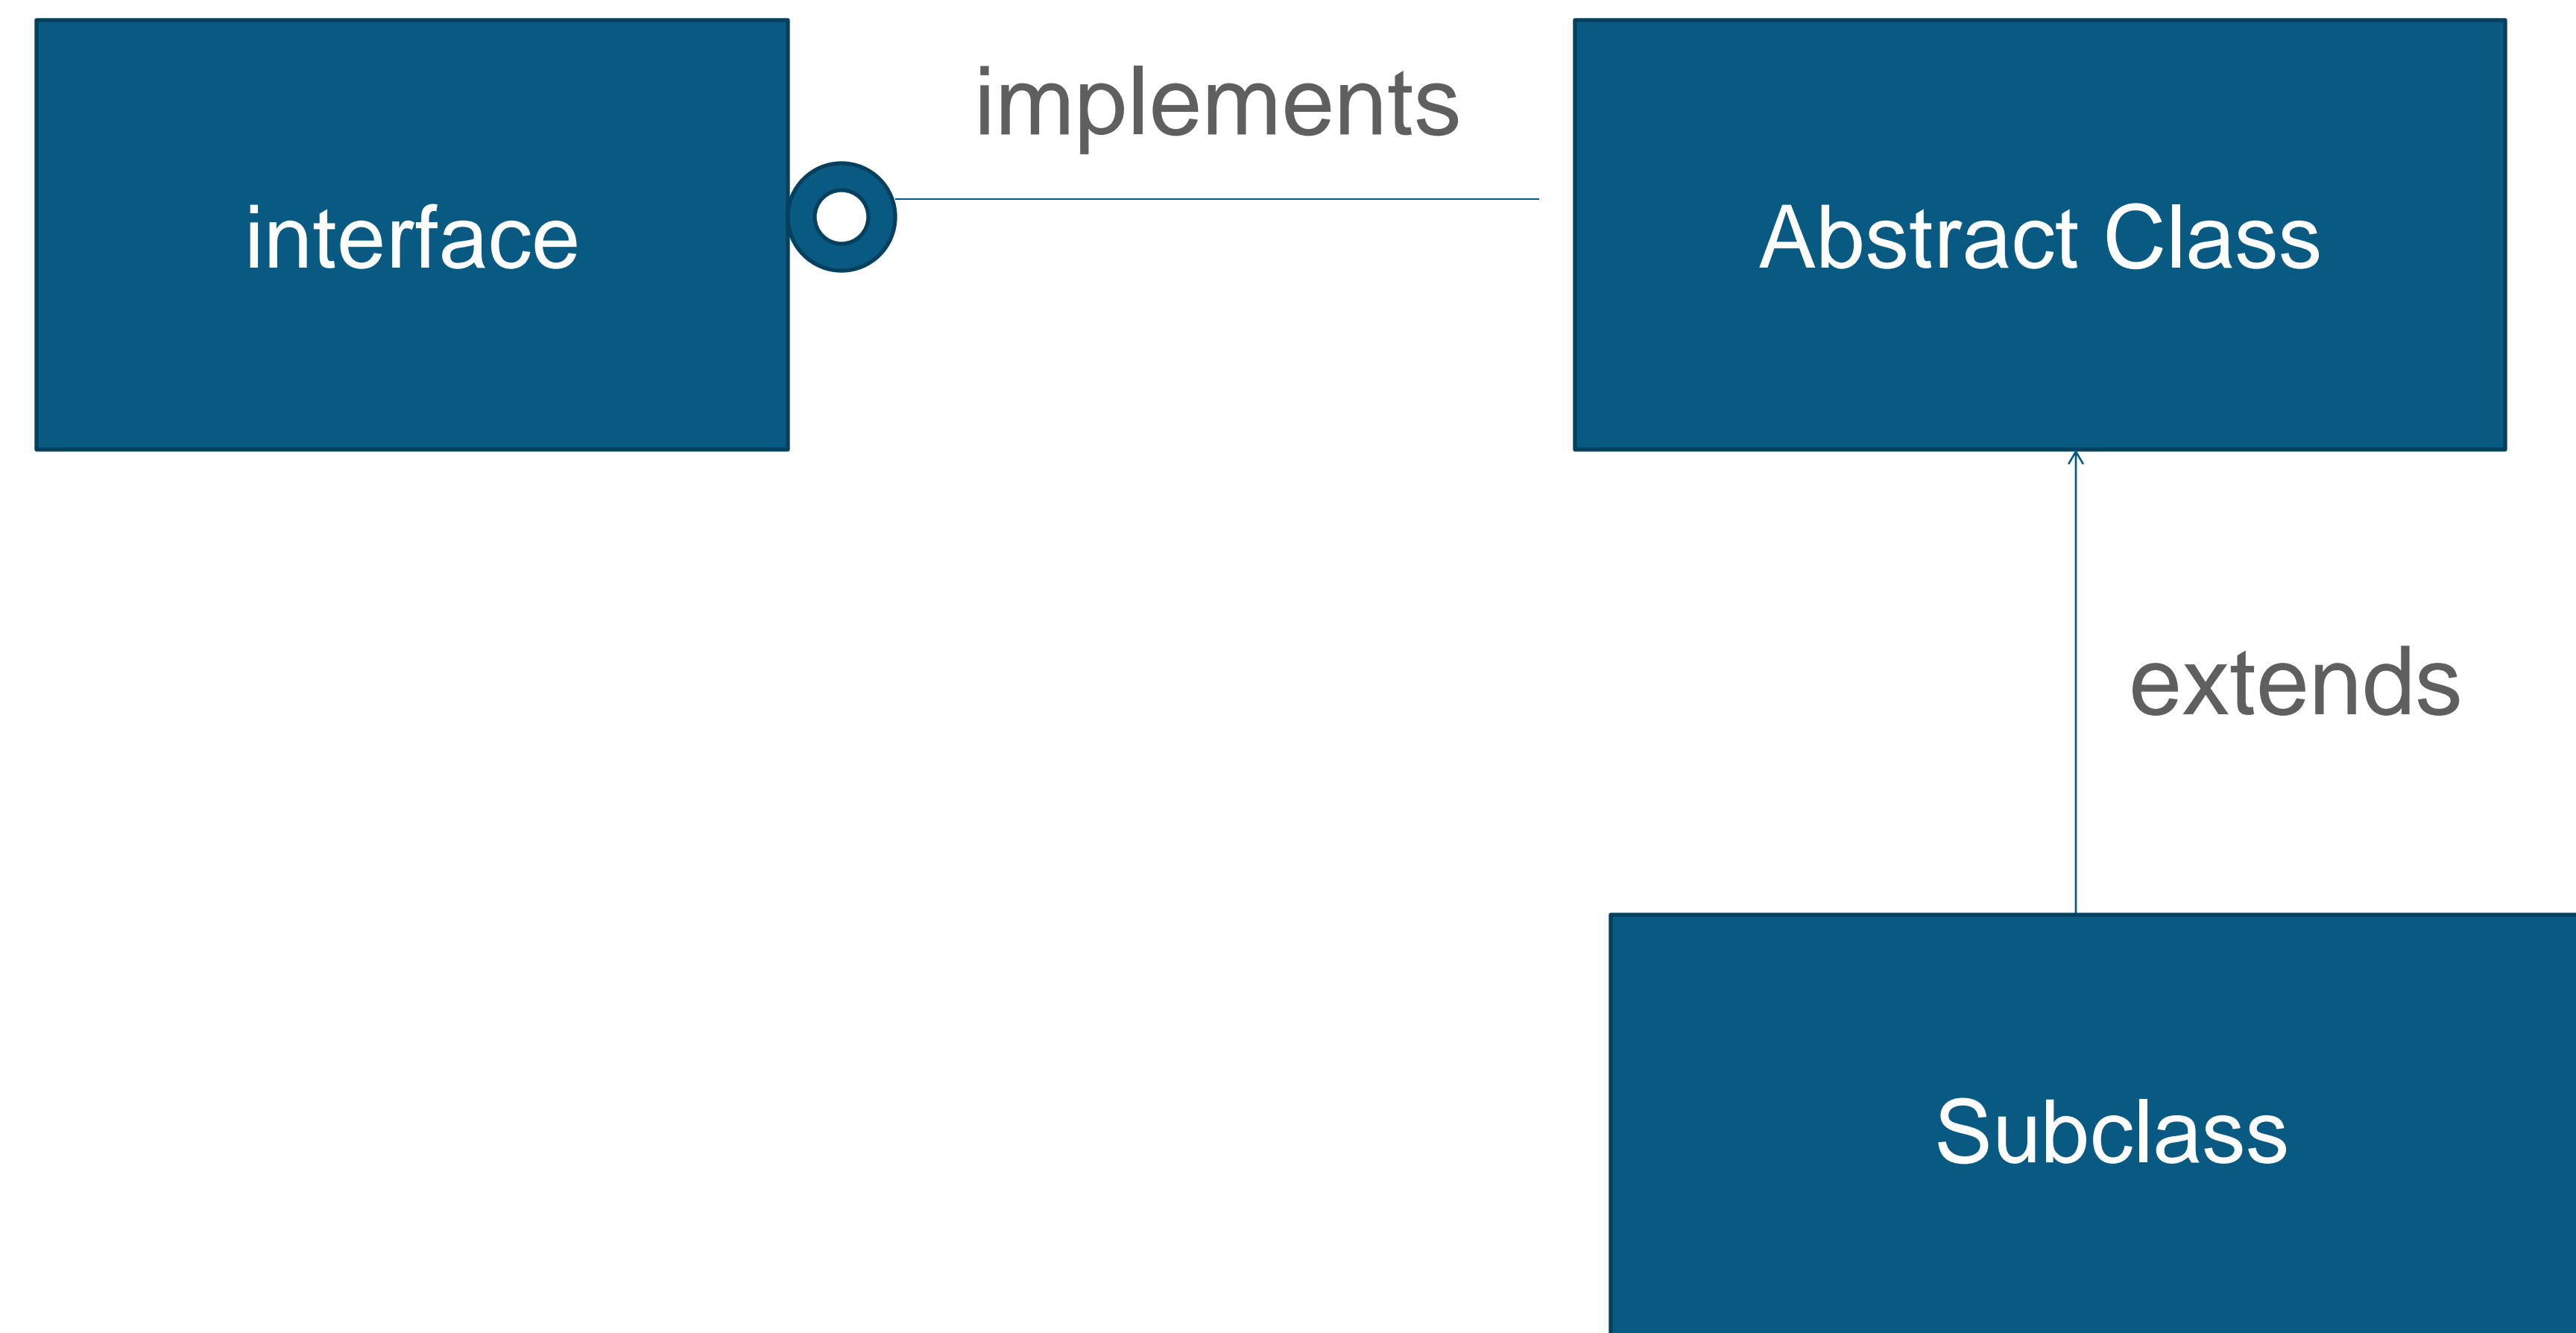 implements
interface
Abstract Class
extends
Subclass